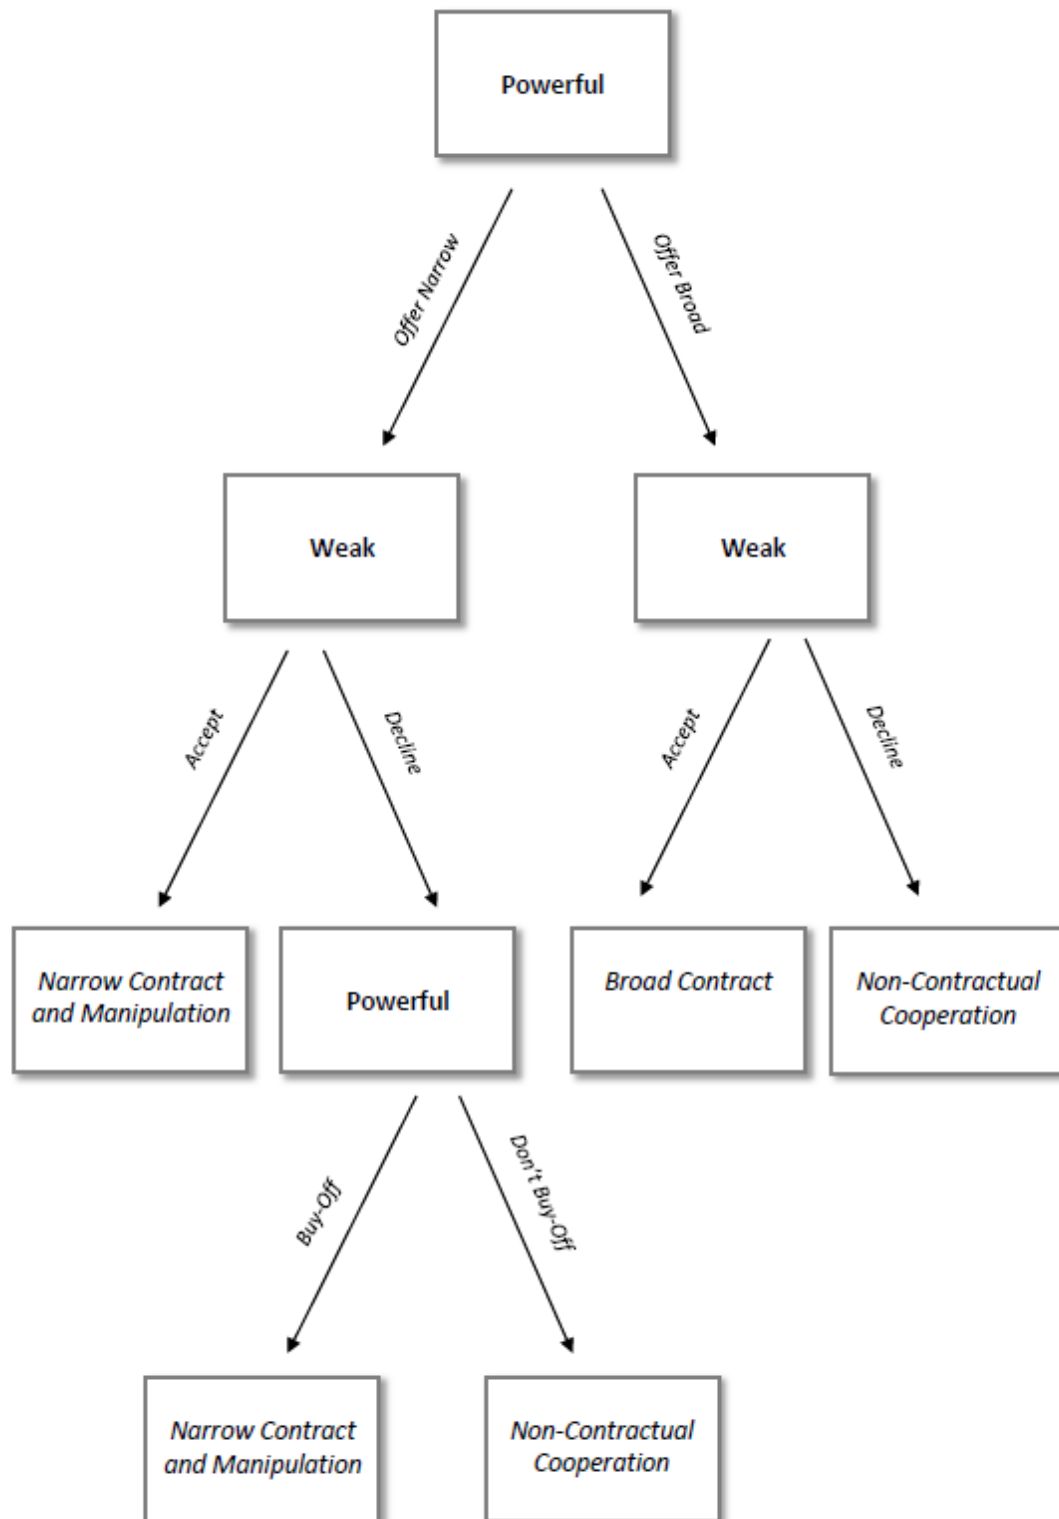 Powerful
Offer Narrow
Offer Broad
Weak
Weak
Accept
Decline
Accept
Decline
Narrow Contract
and Manipulation
Powerful
Broad Contract
Non-Contractual
Cooperation
Buy-Off
Don't Buy-Off
Narrow Contract
and Manipulation
Non-Contractual
Cooperation